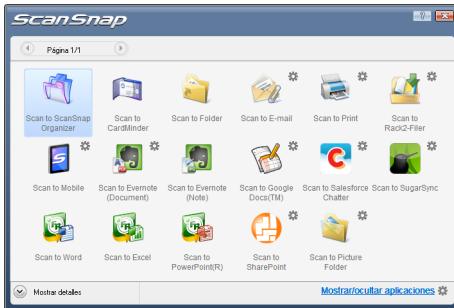 ScanSnap
Página 1/1
Scan to ScanSnap Organizer
Scan to CardMinder
Scan to Folder
Scan to E-mail
Scan to Print
Scan to Rack2-Filer
Scan to Mobile
Scan to Evernote (Document)
Scan to Evernote (Note)
Scan to Google Docs(TM)
Scan to Salesforce Chatter
Scan to SugarSync
Scan to Word
Scan to Excel
Scan to PowerPoint(R)
Scan to SharePoint
Scan to Picture Folder
Mostrar detalles
Mostrar/ocultar aplicaciones